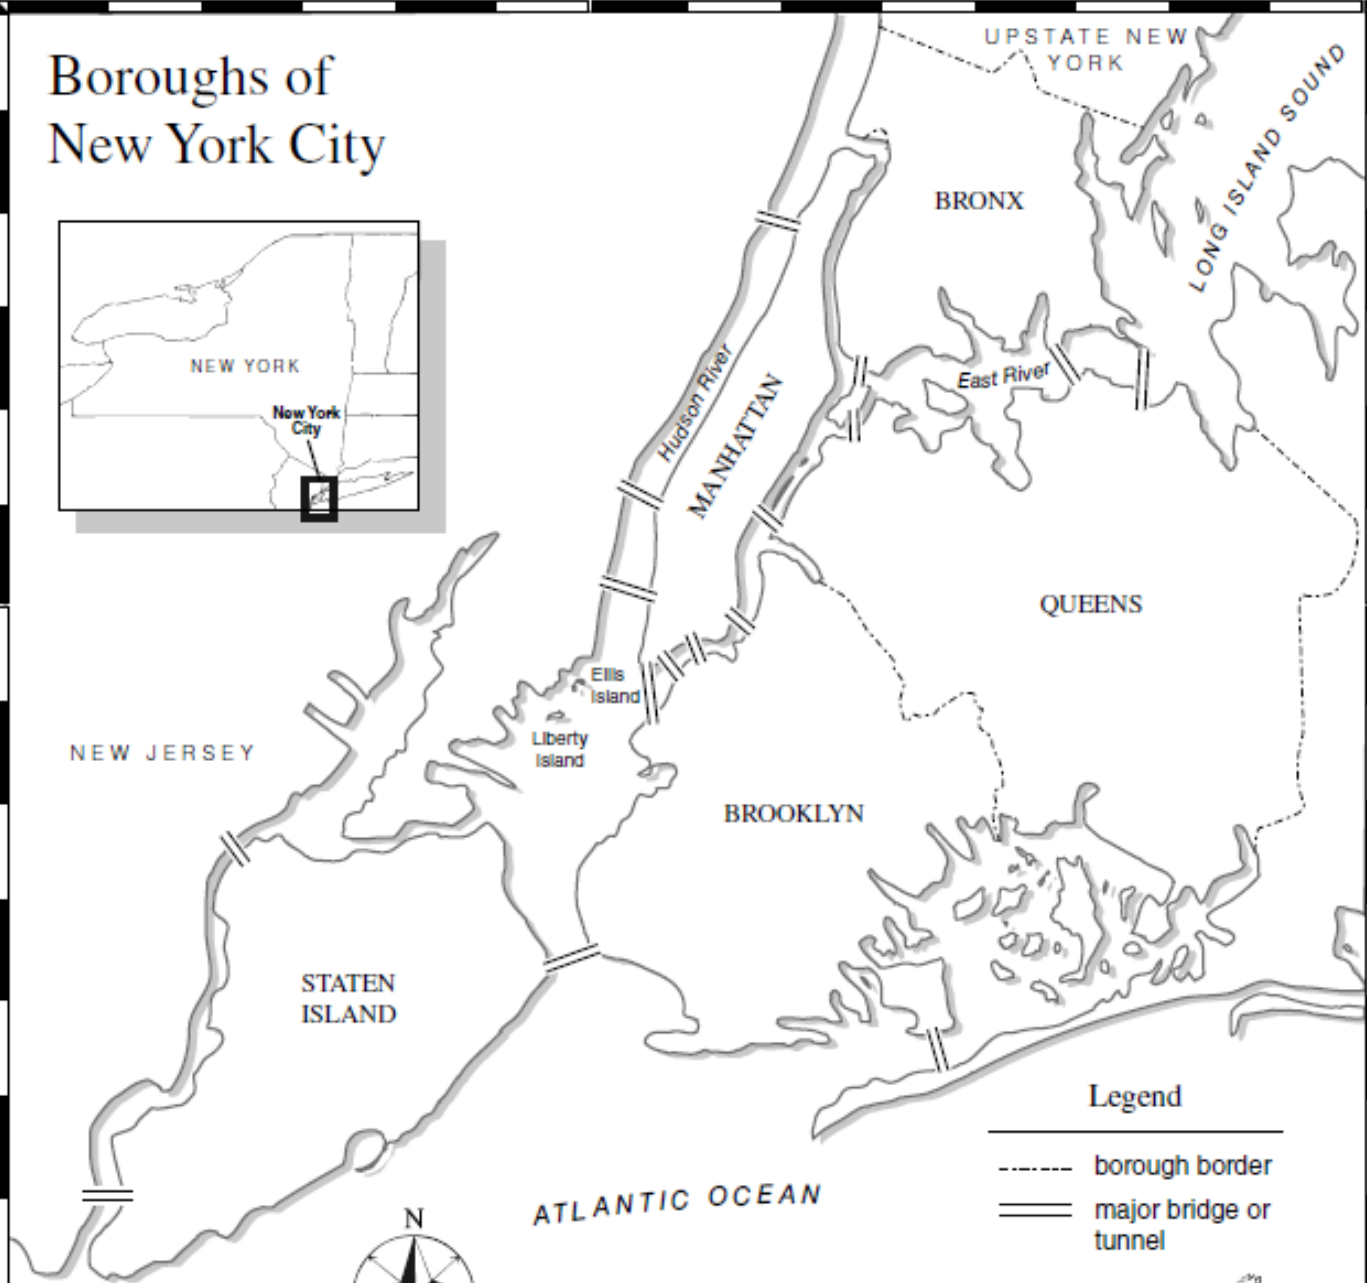 Boroughs of
New York City
UPSTATE NEW
YORK
LONG ISLAND SOUND
BRONX
NEW YORK
New York
City
Hudson River
MANHATTAN
East River
QUEENS
Ellis
Island
Liberty
Island
NEW JERSEY
BROOKLYN
STATEN
ISLAND
ATLANTIC OCEAN
N
Legend
borough border
major bridge or
tunnel